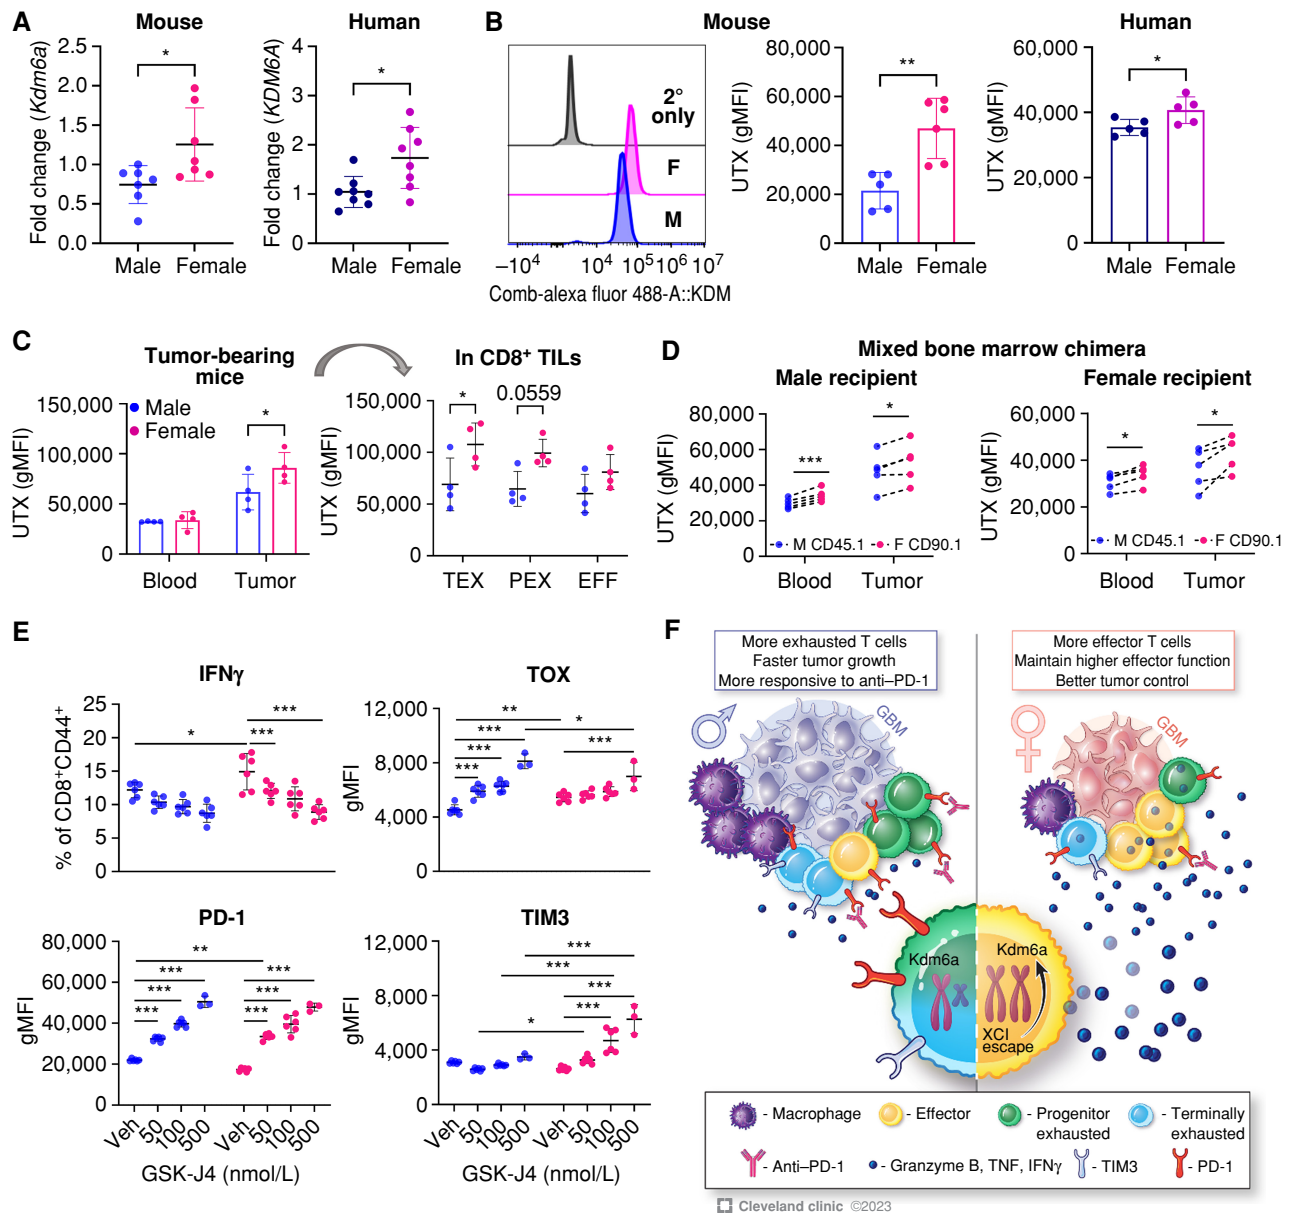 A
Mouse
Human
Fold change (Kdm6a)
2.5
2.0
1.5
1.0
0.5
0.0
*
Male Female
Fold change (KDM6A)
4
3
2
1
0
*
Male Female
B
Mouse
Human
2°
only
F
M
−10⁴ 10⁴ 10⁵ 10⁶ 10⁷
Comb-alexa fluor 488-A::KDM
UTX (gMFI)
80,000
60,000
40,000
20,000
0
**
Male Female
UTX (gMFI)
60,000
40,000
20,000
0
*
Male Female
C
Tumor-bearing
mice
UTX (gMFI)
150,000
100,000
50,000
0
Male
Female
*
Blood Tumor
In CD8⁺ TILs
UTX (gMFI)
150,000
100,000
50,000
0
* 0.0559
TEX PEX EFF
D
Mixed bone marrow chimera
Male recipient
UTX (gMFI)
80,000
60,000
40,000
20,000
0
***
*
M CD45.1 F CD90.1
Blood Tumor
Female recipient
UTX (gMFI)
60,000
40,000
20,000
0
*
*
M CD45.1 F CD90.1
Blood Tumor
E
IFNγ
% of CD8⁺CD44⁺
25
20
15
10
5
0
***
***
*
TOX
gMFI
12,000
8,000
4,000
0
** *
*** ***
***
***
PD-1
gMFI
80,000
60,000
40,000
20,000
0
**
*** ***
*** ***
*** ***
Veh 50 100 500 Veh 50 100 500
GSK-J4 (nmol/L)
TIM3
gMFI
12,000
8,000
4,000
0
***
***
***
***
*
Veh 50 100 500 Veh 50 100 500
GSK-J4 (nmol/L)
F
More exhausted T cells
Faster tumor growth
More responsive to anti–PD-1
GBM
More effector T cells
Maintain higher effector function
Better tumor control
GBM
Kdm6a
Kdm6a
XCI
escape
- Macrophage
- Effector
- Progenitor
exhausted
- Terminally
exhausted
- Anti–PD-1
- Granzyme B, TNF, IFNγ
- TIM3
- PD-1
Cleveland clinic ©2023